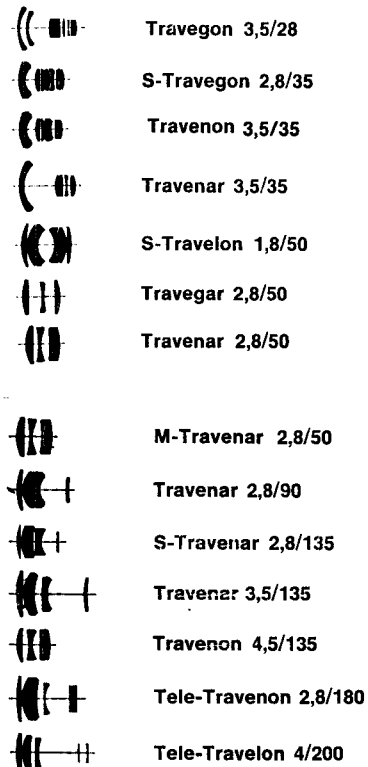 Travegon 3,5/28
S-Travegon 2,8/35
Travenon 3,5/35
Travenar 3,5/35
S-Travelon 1,8/50
Travegar 2,8/50
Travenar 2,8/50
M-Travenar 2,8/50
Travenar 2,8/90
S-Travenar 2,8/135
Travenar 3,5/135
Travenon 4,5/135
Tele-Travenon 2,8/180
Tele-Travelon 4/200